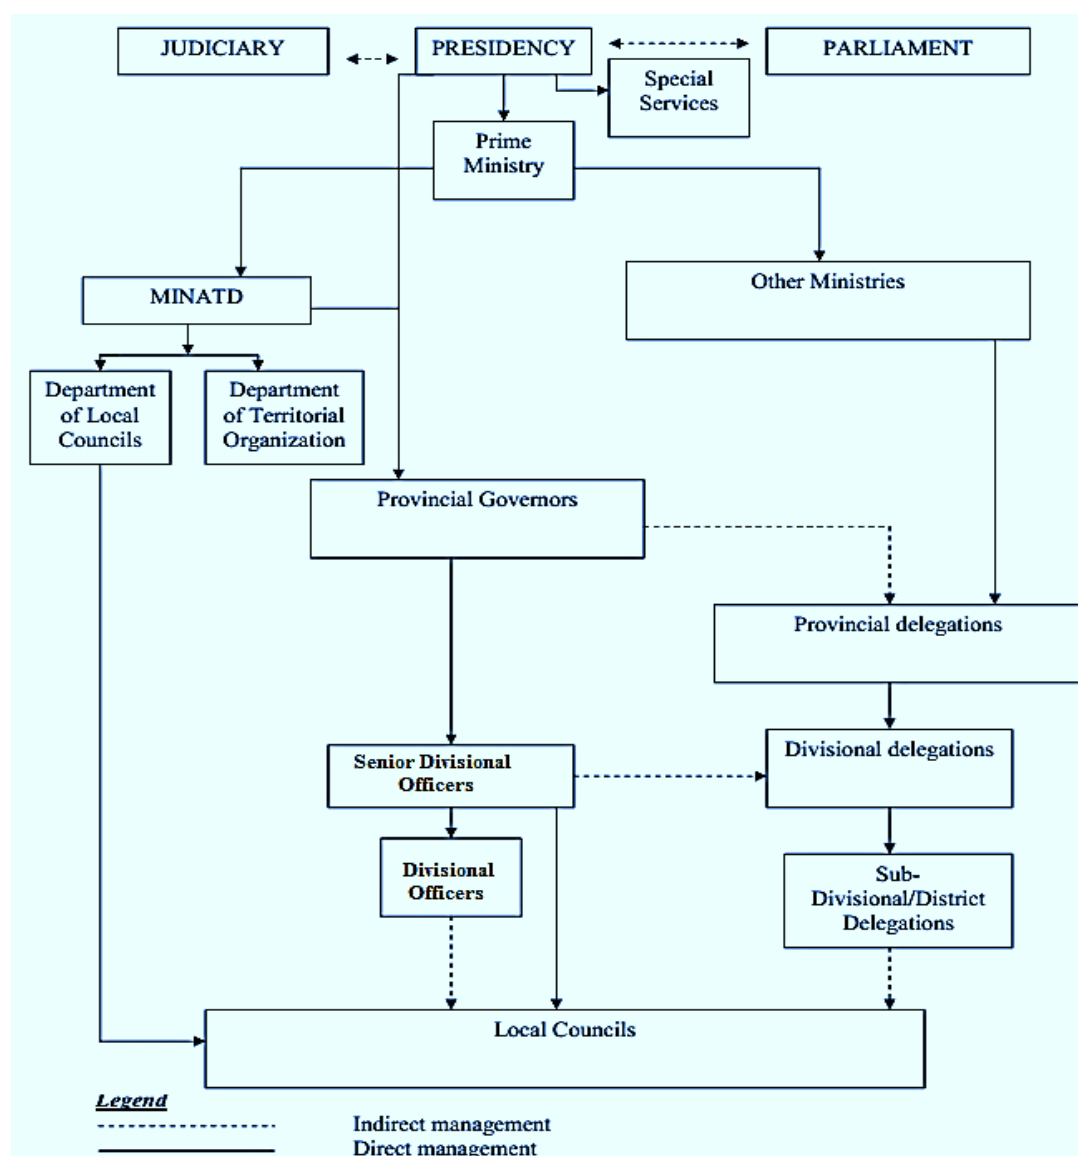 JUDICIARY
PRESIDENCY
PARLIAMENT
Special
Services
Prime
Ministry
MINATD
Other Ministries
Department
of Local
Councils
Department
of Territorial
Organization
Provincial Governors
Provincial delegations
Senior Divisional
Officers
Divisional delegations
Divisional
Officers
Sub-
Divisional/District
Delegations
Local Councils
Legend
Indirect management
Direct management